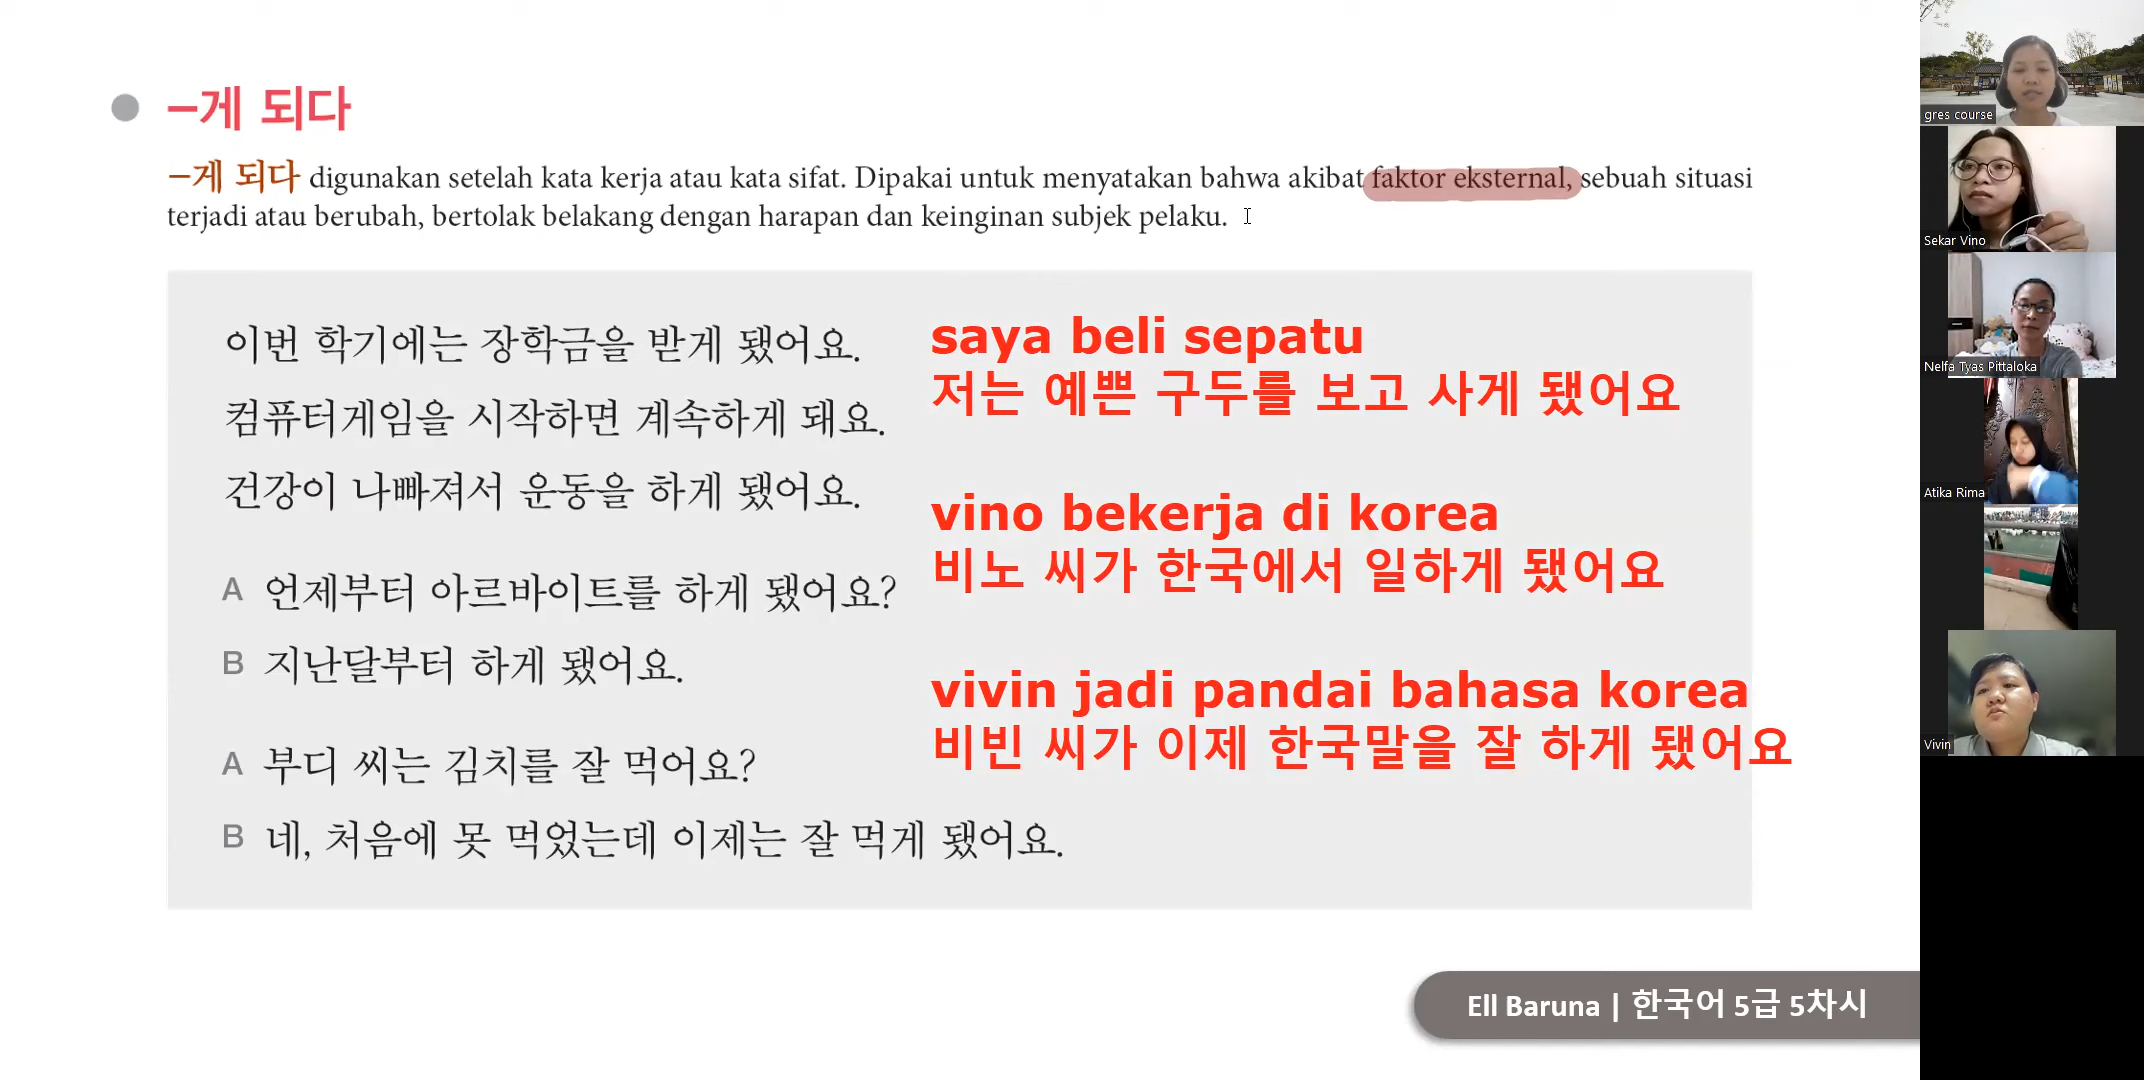 –게 되다
–게 되다 digunakan setelah kata kerja atau kata sifat. Dipakai untuk menyatakan bahwa akibat faktor eksternal, sebuah situasi
terjadi atau berubah, bertolak belakang dengan harapan dan keinginan subjek pelaku.
이번 학기에는 장학금을 받게 됐어요.
컴퓨터게임을 시작하면 계속하게 돼요.
건강이 나빠져서 운동을 하게 됐어요.
A 언제부터 아르바이트를 하게 됐어요?
B 지난달부터 하게 됐어요.
A 부디 씨는 김치를 잘 먹어요?
B 네, 처음에 못 먹었는데 이제는 잘 먹게 됐어요.
saya beli sepatu
저는 예쁜 구두를 보고 사게 됐어요
vino bekerja di korea
비노 씨가 한국에서 일하게 됐어요
vivin jadi pandai bahasa korea
비빈 씨가 이제 한국말을 잘 하게 됐어요
Ell Baruna | 한국어 5급 5차시
gres course
Sekar Vino
Nelfa Tyas Pittaloka
Atika Rima
Vivin